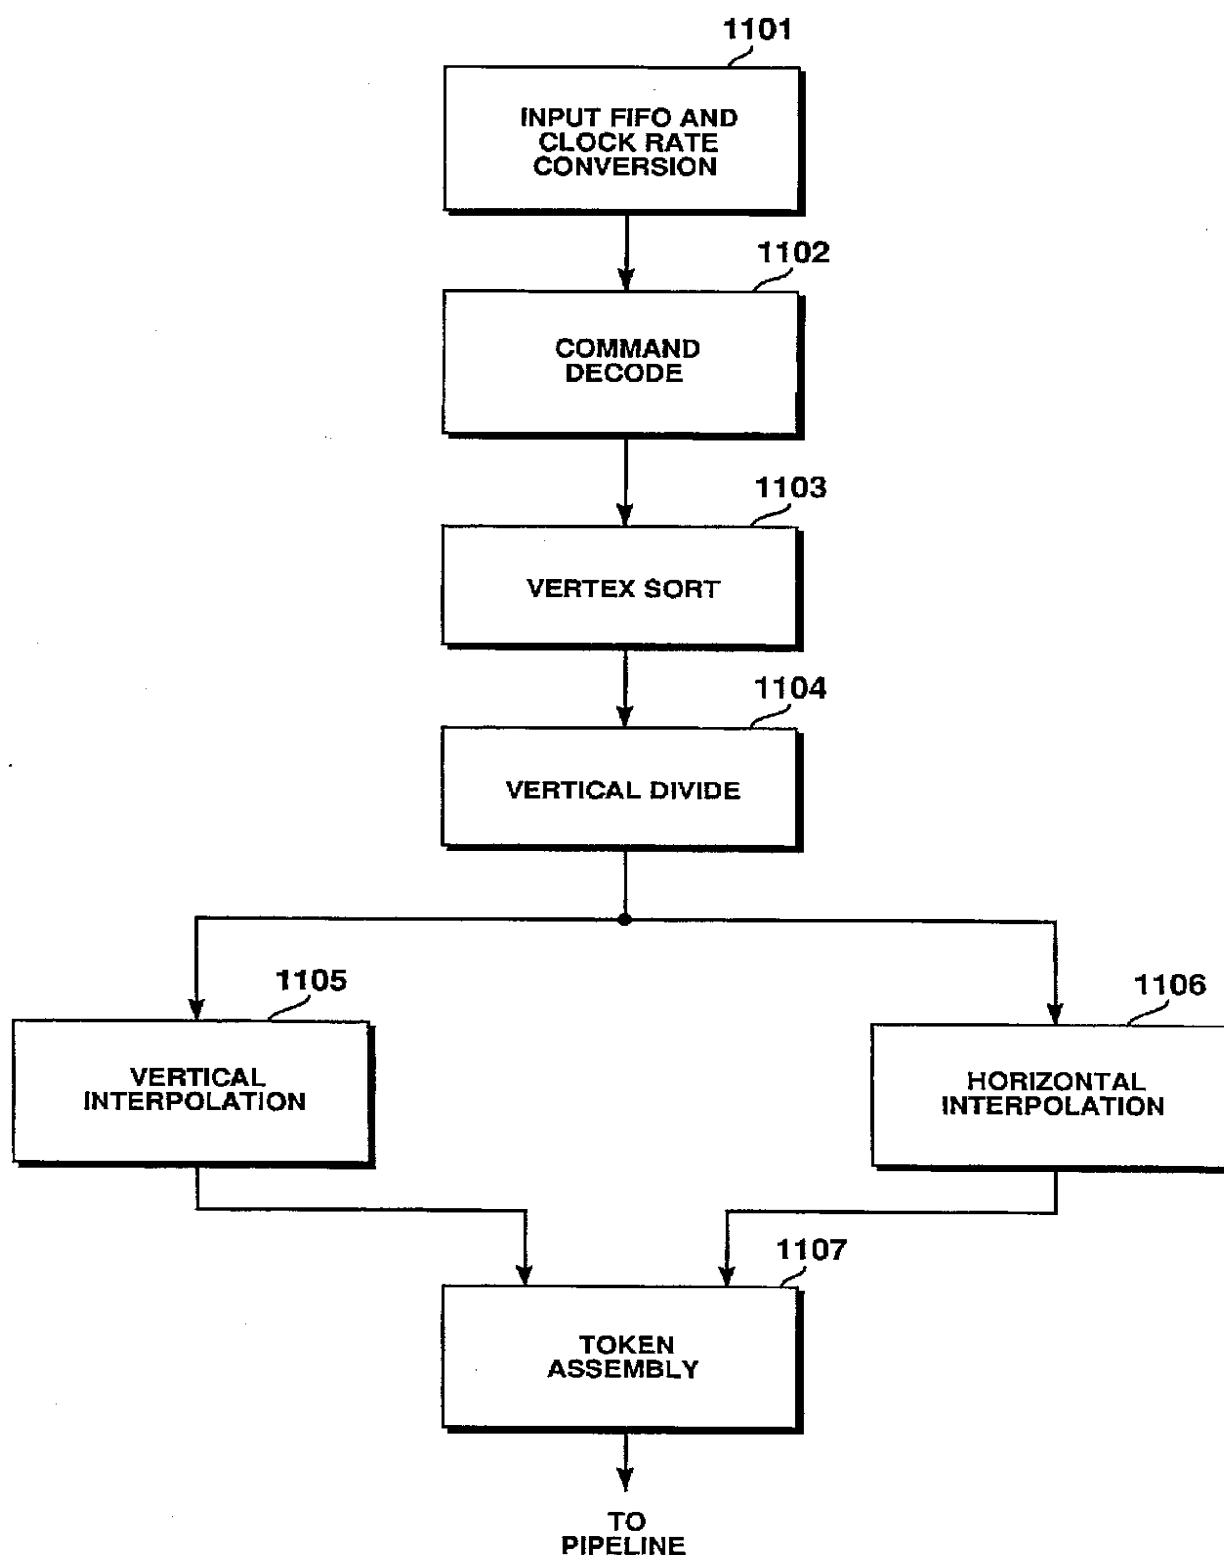 1101
INPUT FIFO AND
CLOCK RATE
CONVERSION
1102
COMMAND
DECODE
1103
VERTEX SORT
1104
VERTICAL DIVIDE
1105
VERTICAL
INTERPOLATION
1106
HORIZONTAL
INTERPOLATION
1107
TOKEN
ASSEMBLY
TO
PIPELINE